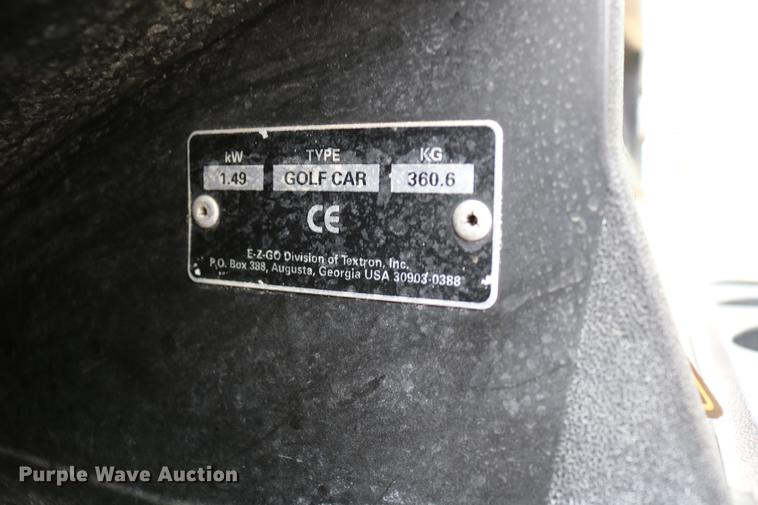 kW TYPE KG
1.49 GOLF CAR 360.6
CE
E-Z-GO Division of Textron, Inc.
P.O. Box 388, Augusta, Georgia USA 30903-0388
Purple Wave Auction